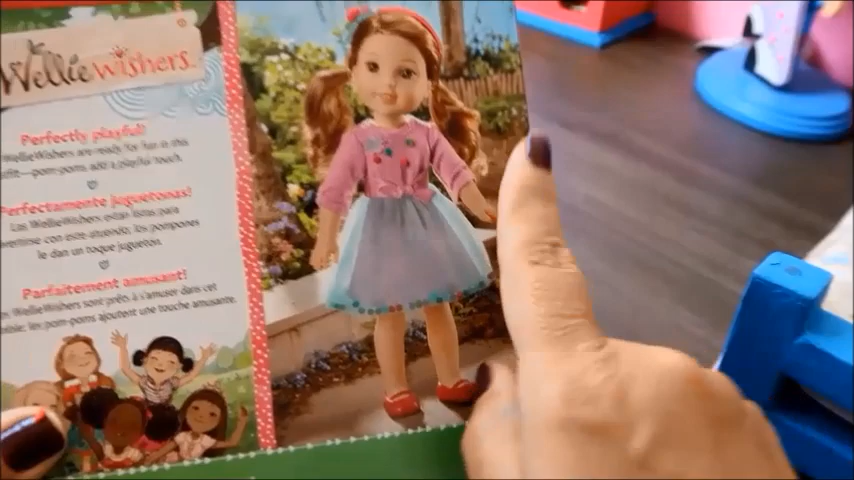 WellieWishers
Perfectly playful!
WellieWishers are ready for fun in this
outfit—pom-poms add a playful touch.
¡Perfectamente juguetonas!
Las WellieWishers están listas para
divertirse con este atuendo; los pompones
le dan un toque juguetón.
Parfaitement amusant!
WellieWishers sont prêts à s'amuser dans cet
les pom-poms ajoutent une touche amusante.